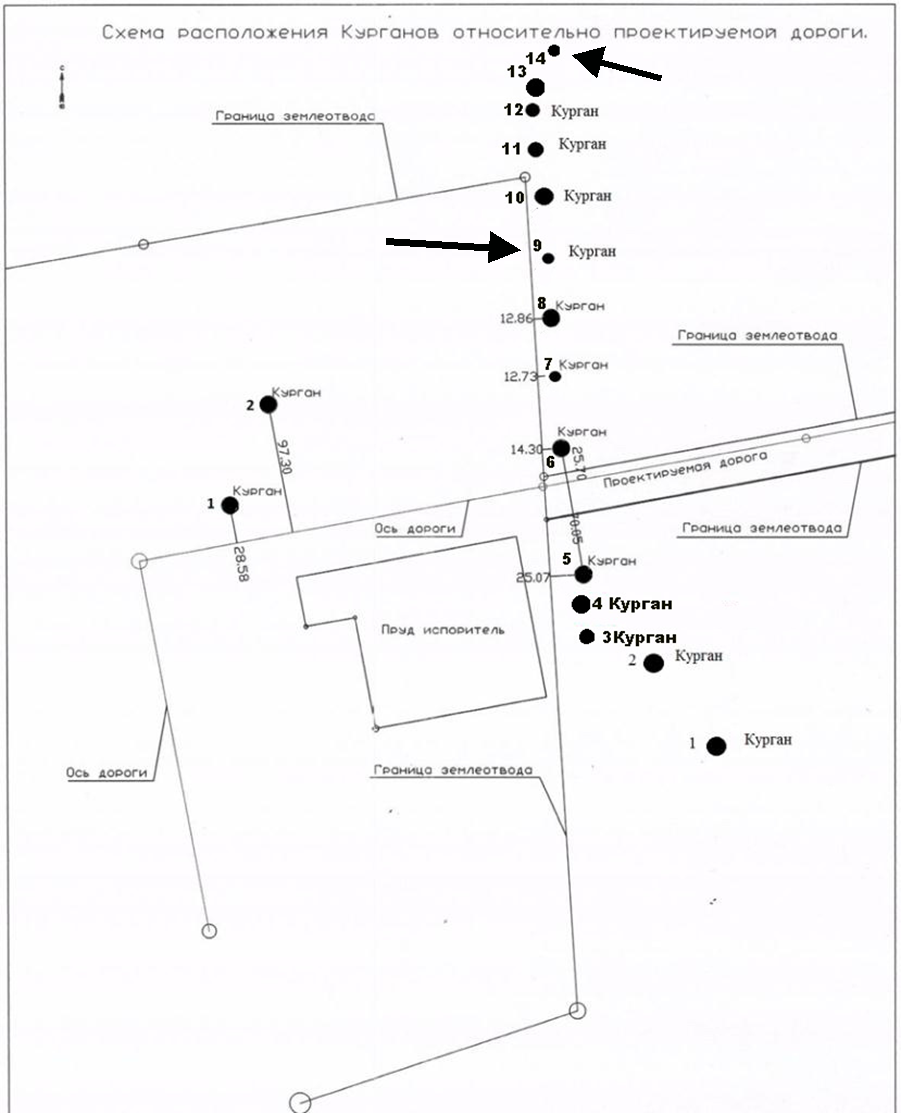 Схема расположения Курганов относительно проектируемой дороги.
14
13
12 Курган
11 Курган
Граница землеотвода
10 Курган
9 Курган
8 Курган
12.86
Граница землеотвода
7 Курган
12.73
2 Курган
97.30
Курган
14.30
6
25.70
Проектируемая дорога
1 Курган
28.58
Ось дороги
Граница землеотвода
5 Курган
25.07
4 Курган
Пруд испоритель
3Курган
2 Курган
1 Курган
Ось дороги
Граница землеотвода